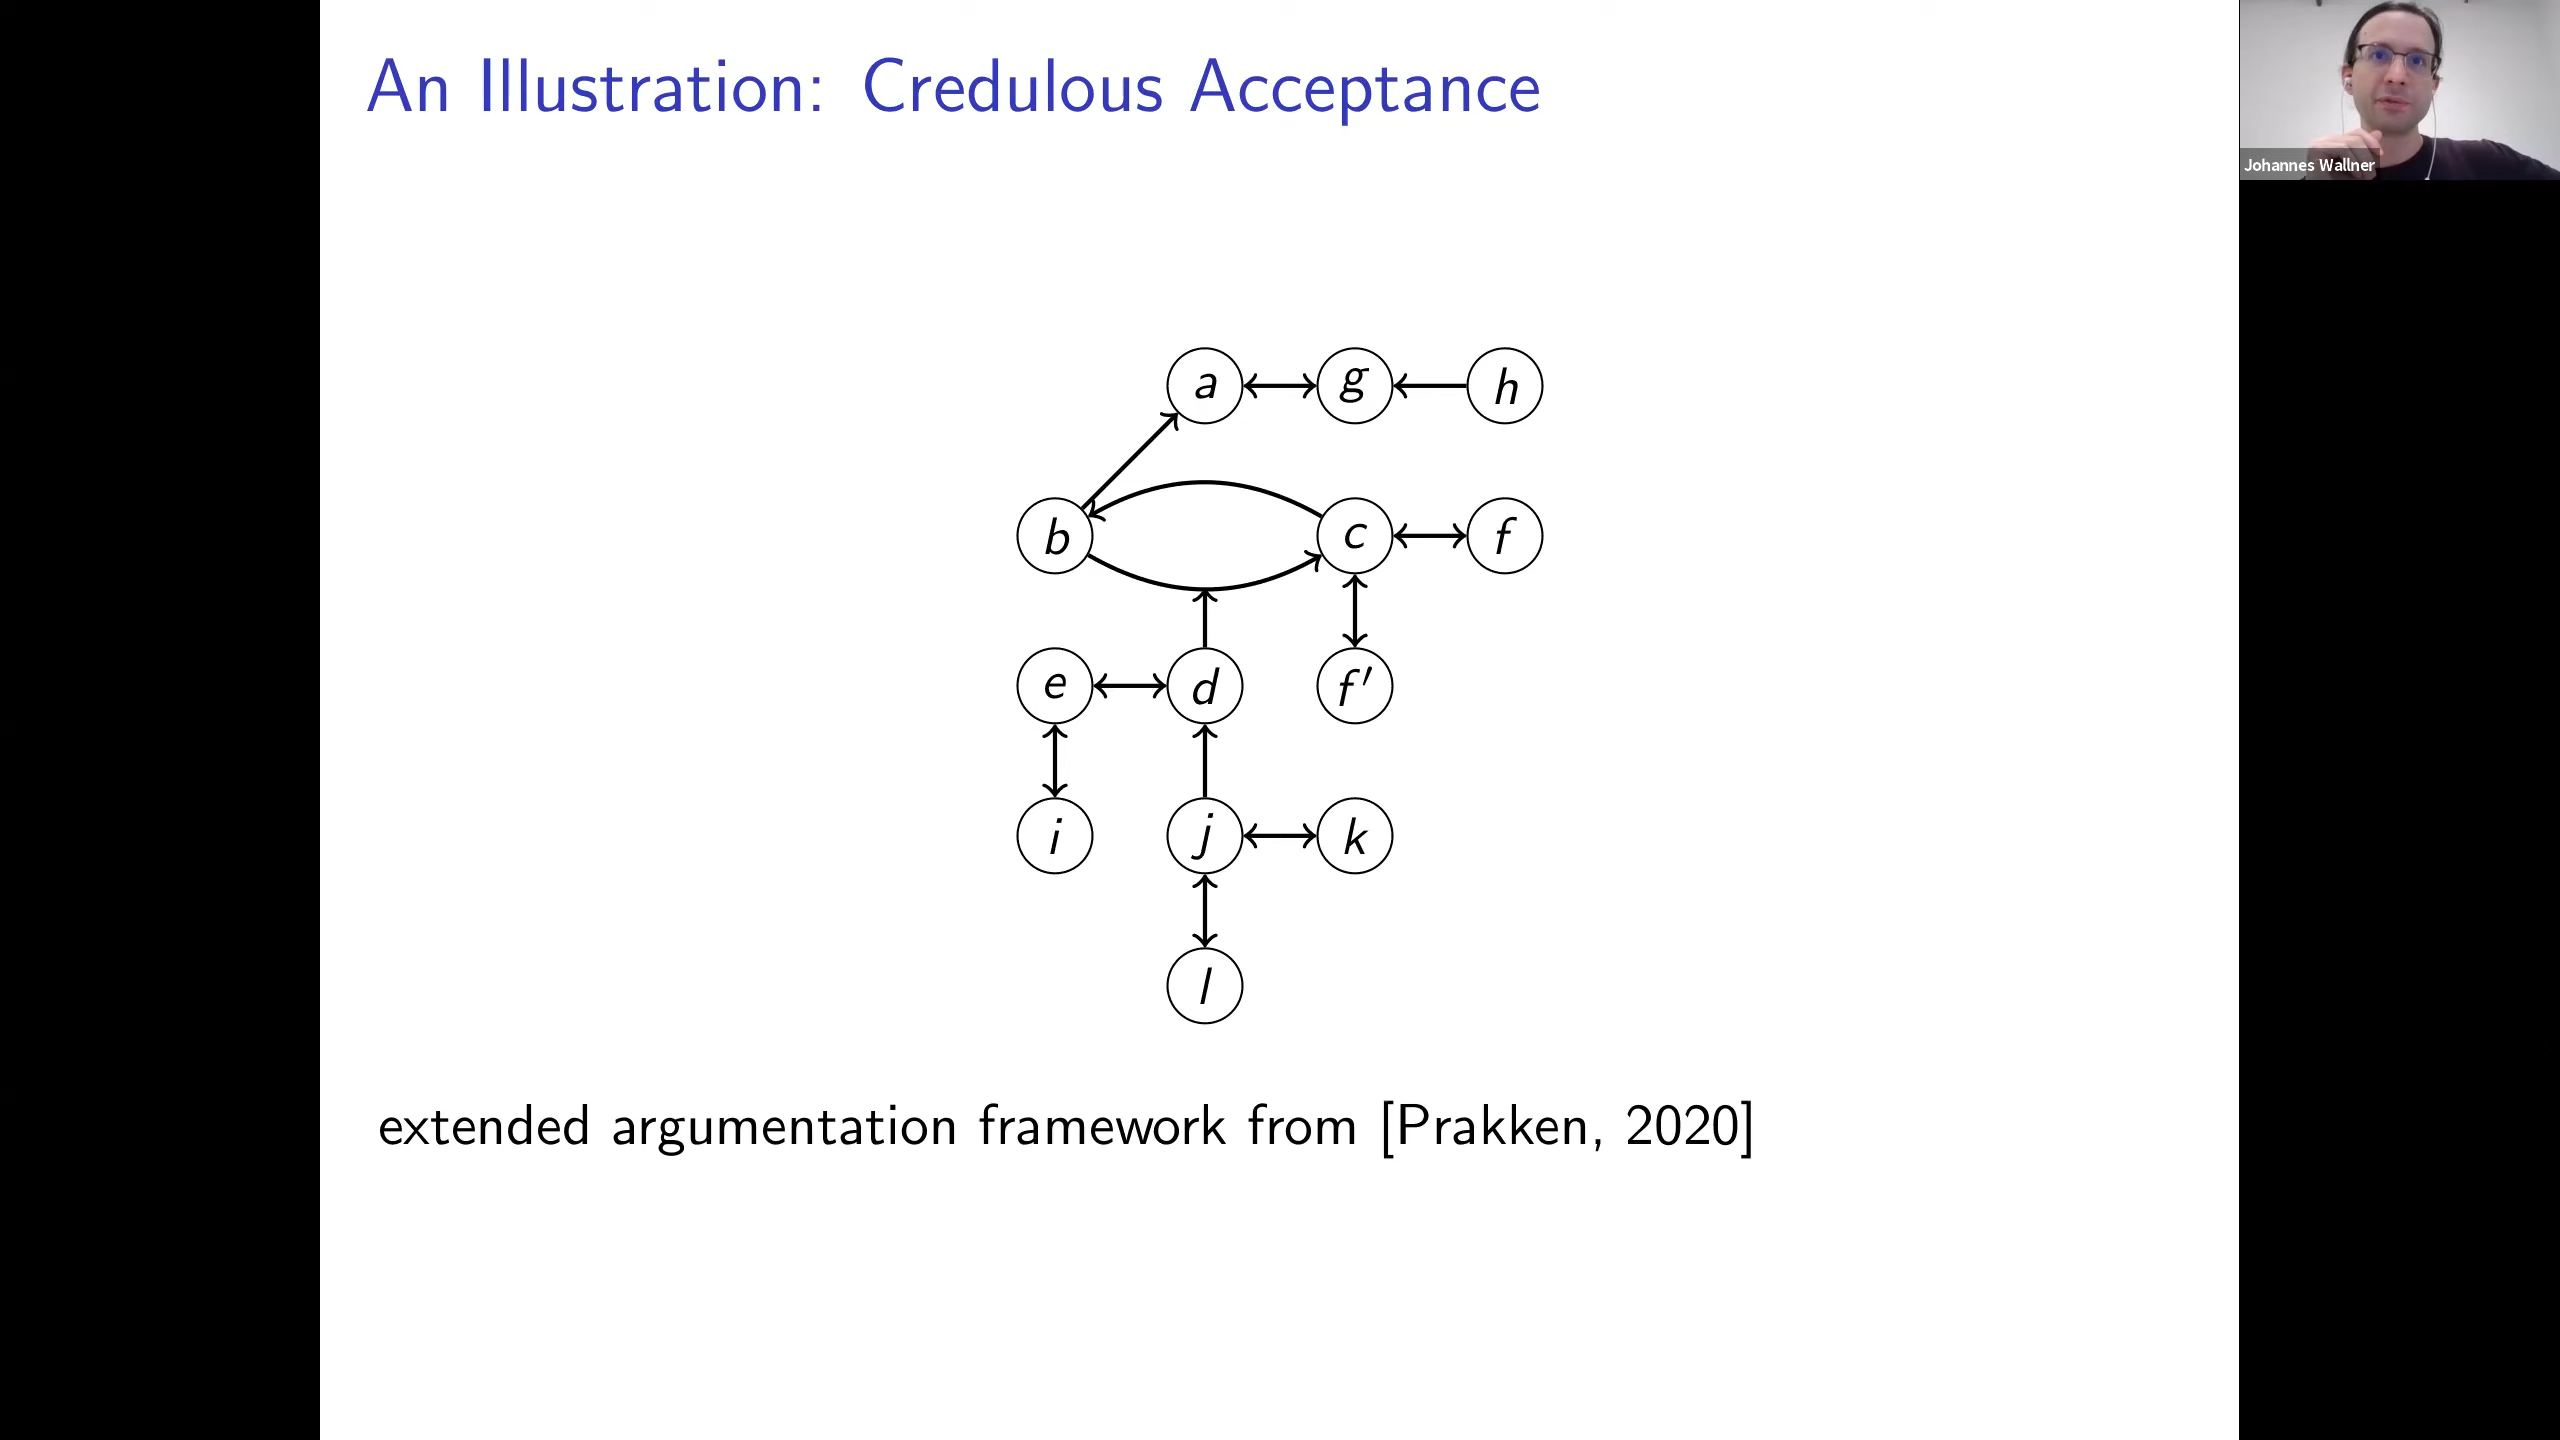 An Illustration: Credulous Acceptance
Johannes Wallner
a g h
b c f
e d f′
i j k
l
extended argumentation framework from [Prakken, 2020]